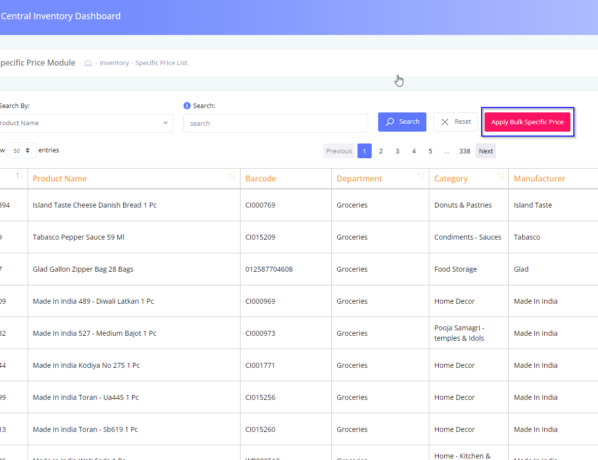 Central Inventory Dashboard
pecific Price Module - Inventory - Specific Price List
Search By: Search:
roduct Name search Search Reset Apply Bulk Specific Price
w 50 entries Previous 1 2 3 4 5 ... 338 Next
Product Name Barcode Department Category Manufacturer
394 Island Taste Cheese Danish Bread 1 Pc CI000769 Groceries Donuts & Pastries Island Taste
9 Tabasco Pepper Sauce 59 Ml CI015209 Groceries Condiments - Sauces Tabasco
7 Glad Gallon Zipper Bag 28 Bags 012587704608 Groceries Food Storage Glad
09 Made In India 489 - Diwali Latkan 1 Pc CI000969 Groceries Home Decor Made In India
32 Made In India 527 - Medium Bajot 1 Pc CI000973 Groceries Pooja Samagri - temples & Idols Made In India
44 Made In India Kodiya No 275 1 Pc CI001771 Groceries Home Decor Made In India
99 Made In India Toran - Ua445 1 Pc CI015256 Groceries Home Decor Made In India
13 Made In India Toran - Sb619 1 Pc CI015260 Groceries Home Decor Made In India
Home - Kitchen &